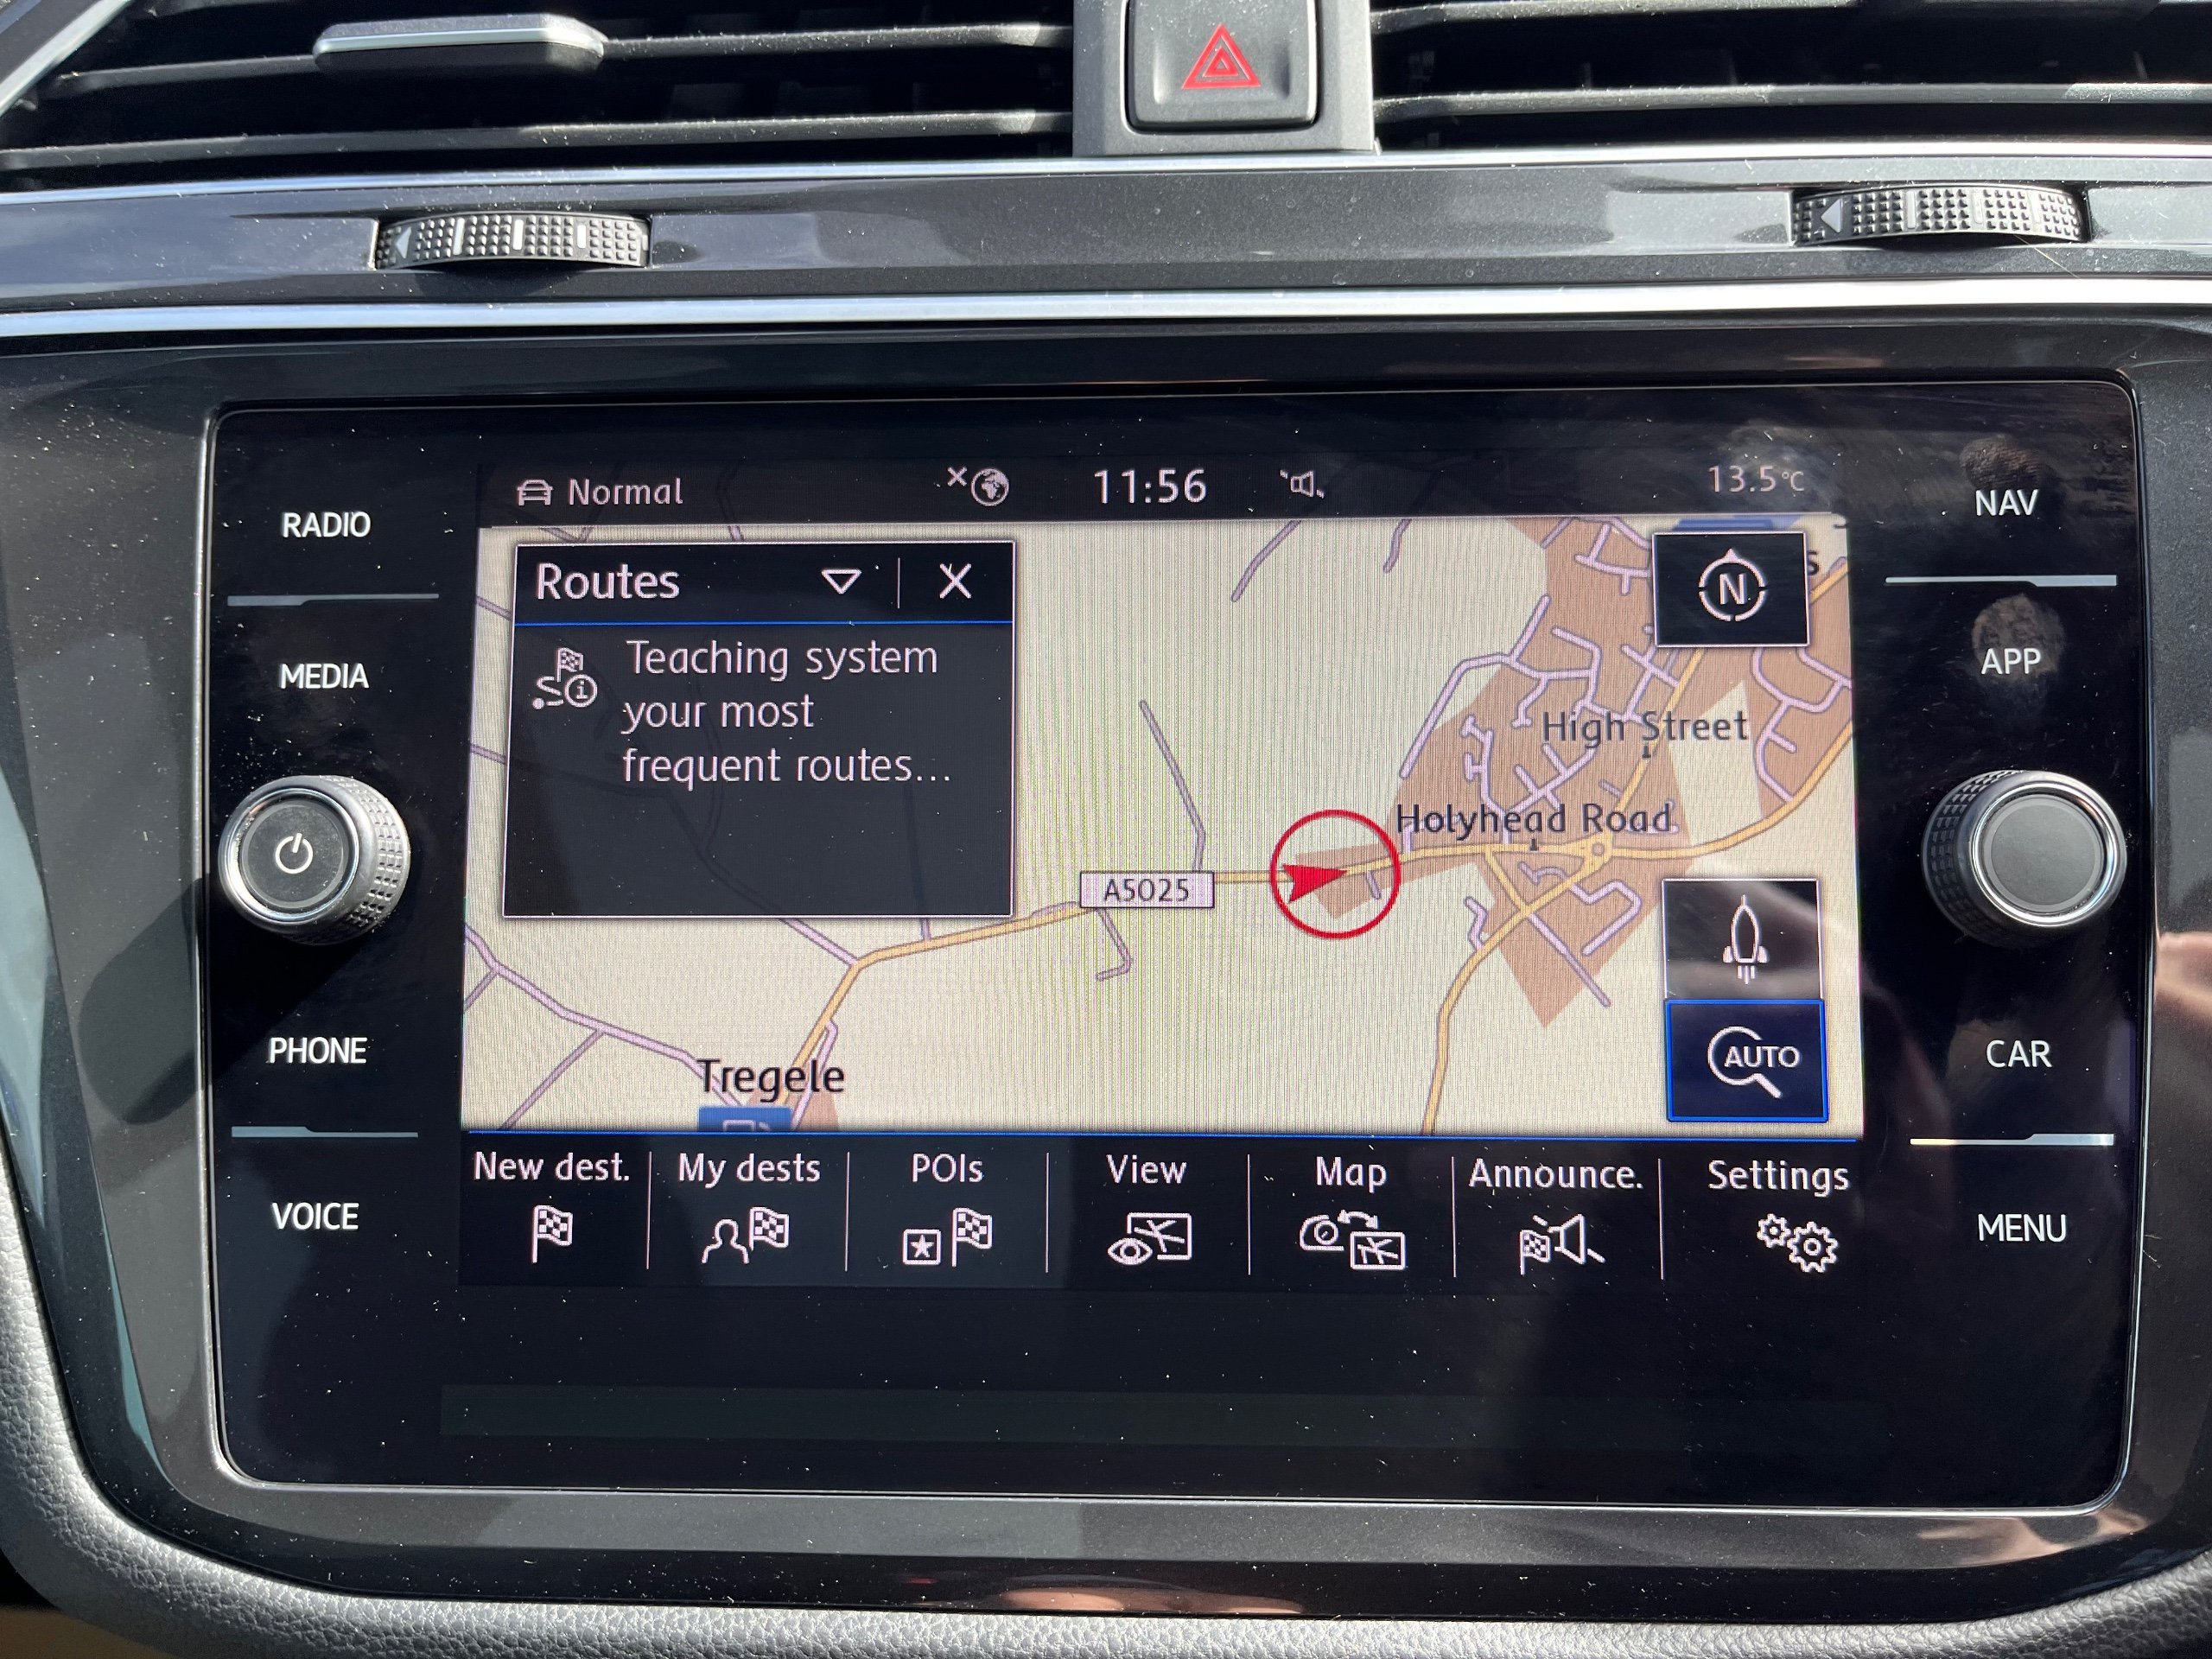 Normal
11:56
13.5°C
RADIO
MEDIA
PHONE
VOICE
Routes
Teaching system
your most
frequent routes...
N
High Street
Holyhead Road
A5025
Tregele
AUTO
NAV
APP
CAR
MENU
New dest.
My dests
POIs
View
Map
Announce.
Settings